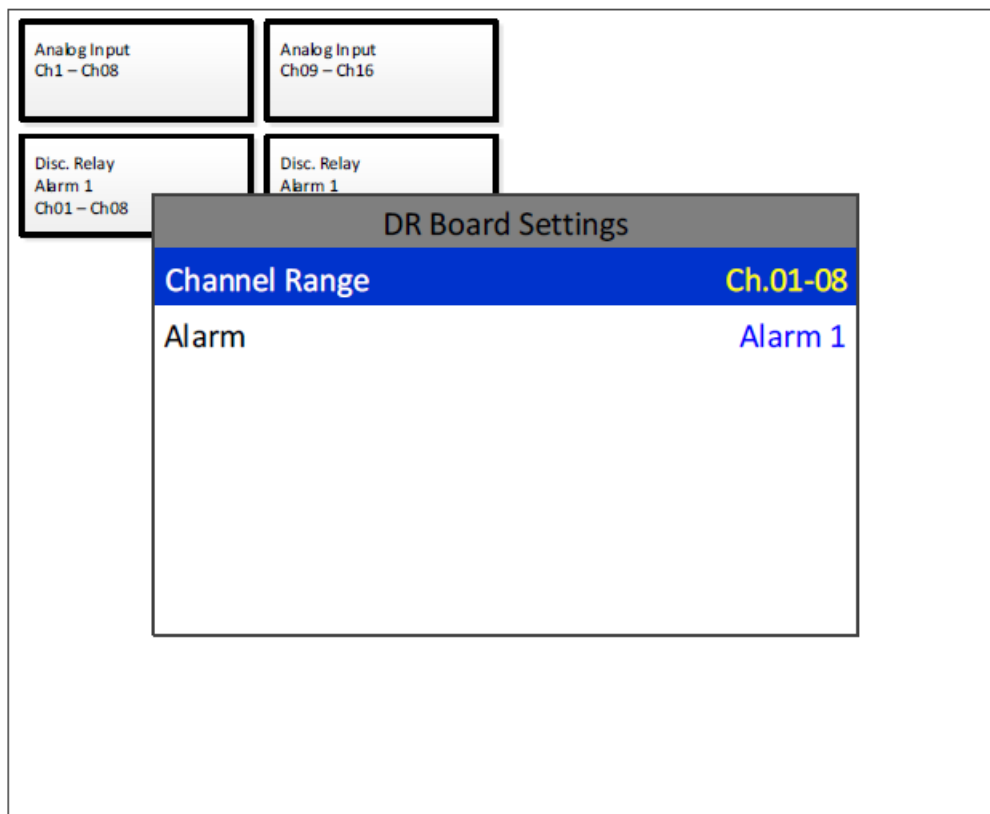 Analog Input
Ch1 – Ch08
Analog Input
Ch09 – Ch16
Disc. Relay
Alarm 1
Ch01 – Ch08
Disc. Relay
Alarm 1
DR Board Settings
Channel Range Ch.01-08
Alarm Alarm 1